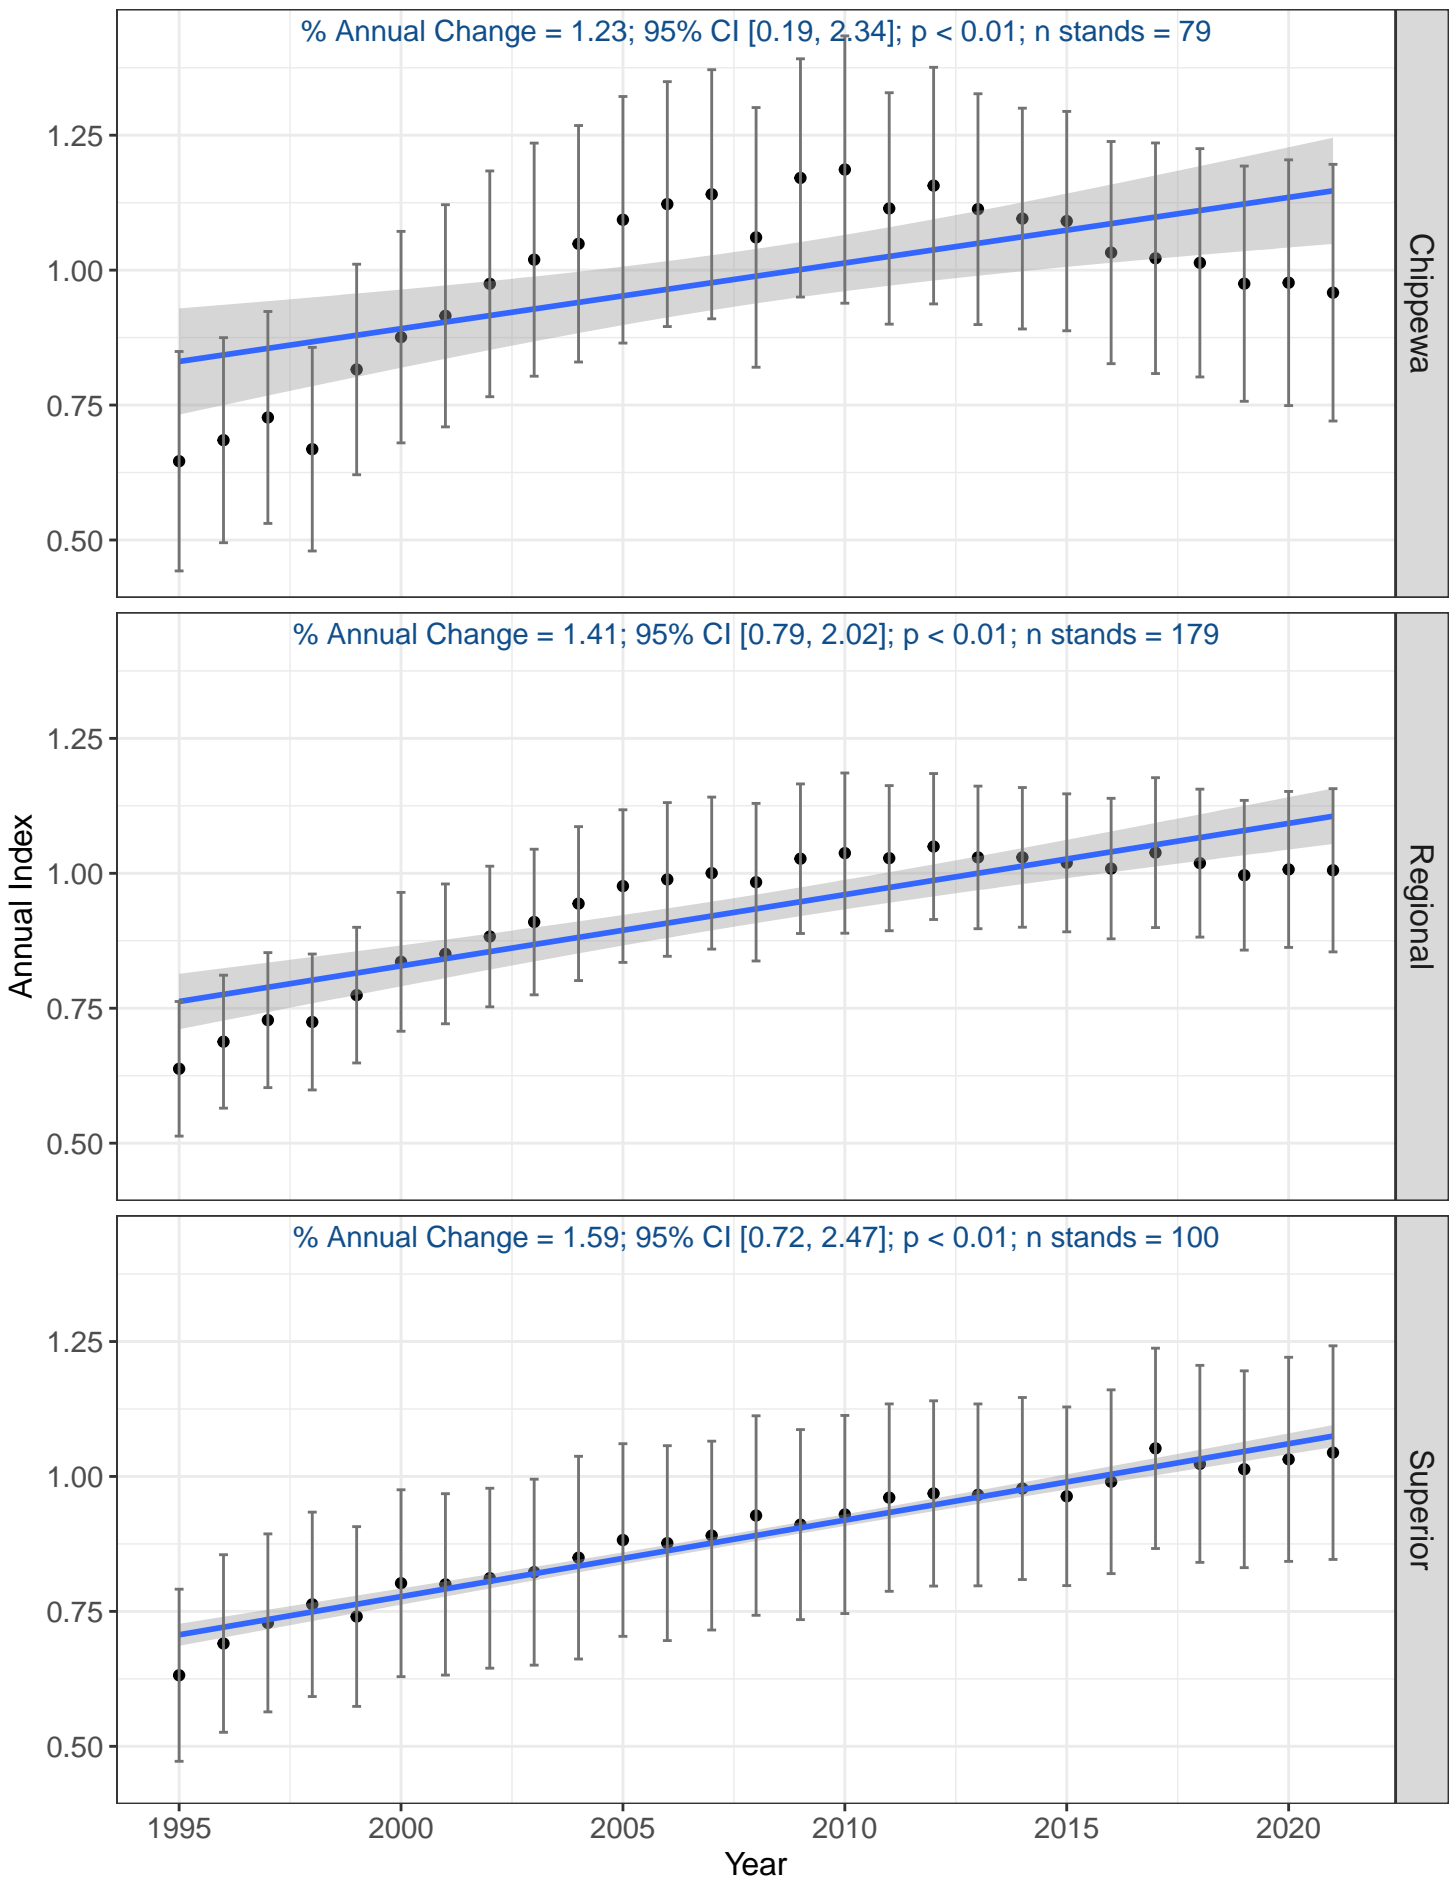 % Annual Change = 1.23; 95% CI [0.19, 2.34]; p < 0.01; n stands = 79
1.25
1.00
0.75
0.50
Chippewa
% Annual Change = 1.41; 95% CI [0.79, 2.02]; p < 0.01; n stands = 179
1.25
1.00
0.75
0.50
Regional
Annual Index
% Annual Change = 1.59; 95% CI [0.72, 2.47]; p < 0.01; n stands = 100
1.25
1.00
0.75
0.50
Superior
1995 2000 2005 2010 2015 2020
Year